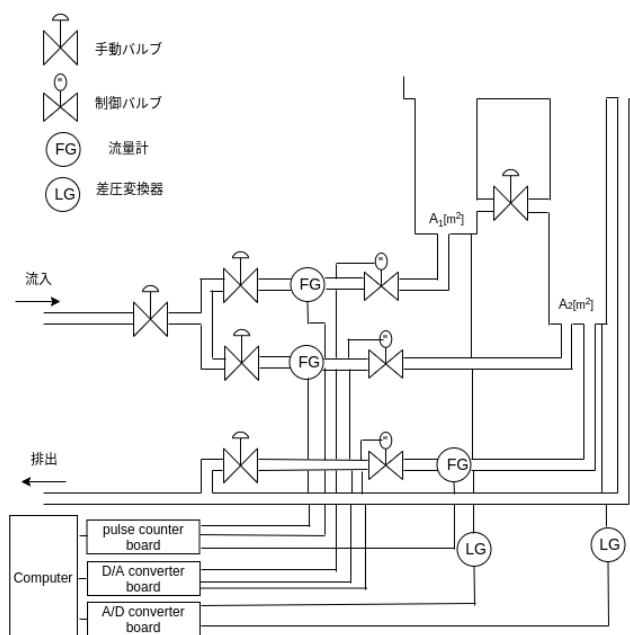 手動バルブ
制御バルブ
FG
流量計
LG
差圧変換器
A1[m2]
流入
FG
A2[m2]
FG
排出
FG
pulse counter
board
LG
LG
Computer
D/A converter
board
A/D converter
board